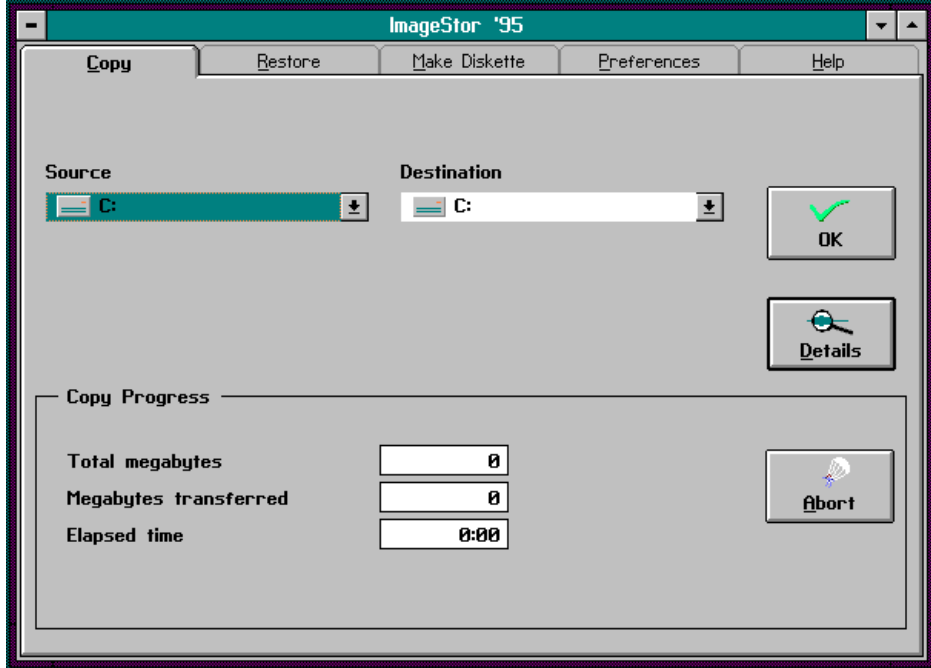 ImageStor '95
Copy Restore Make Diskette Preferences Help
Source Destination
C: C:
OK
Details
Copy Progress
Total megabytes 0
Megabytes transferred 0
Elapsed time 0:00
Abort